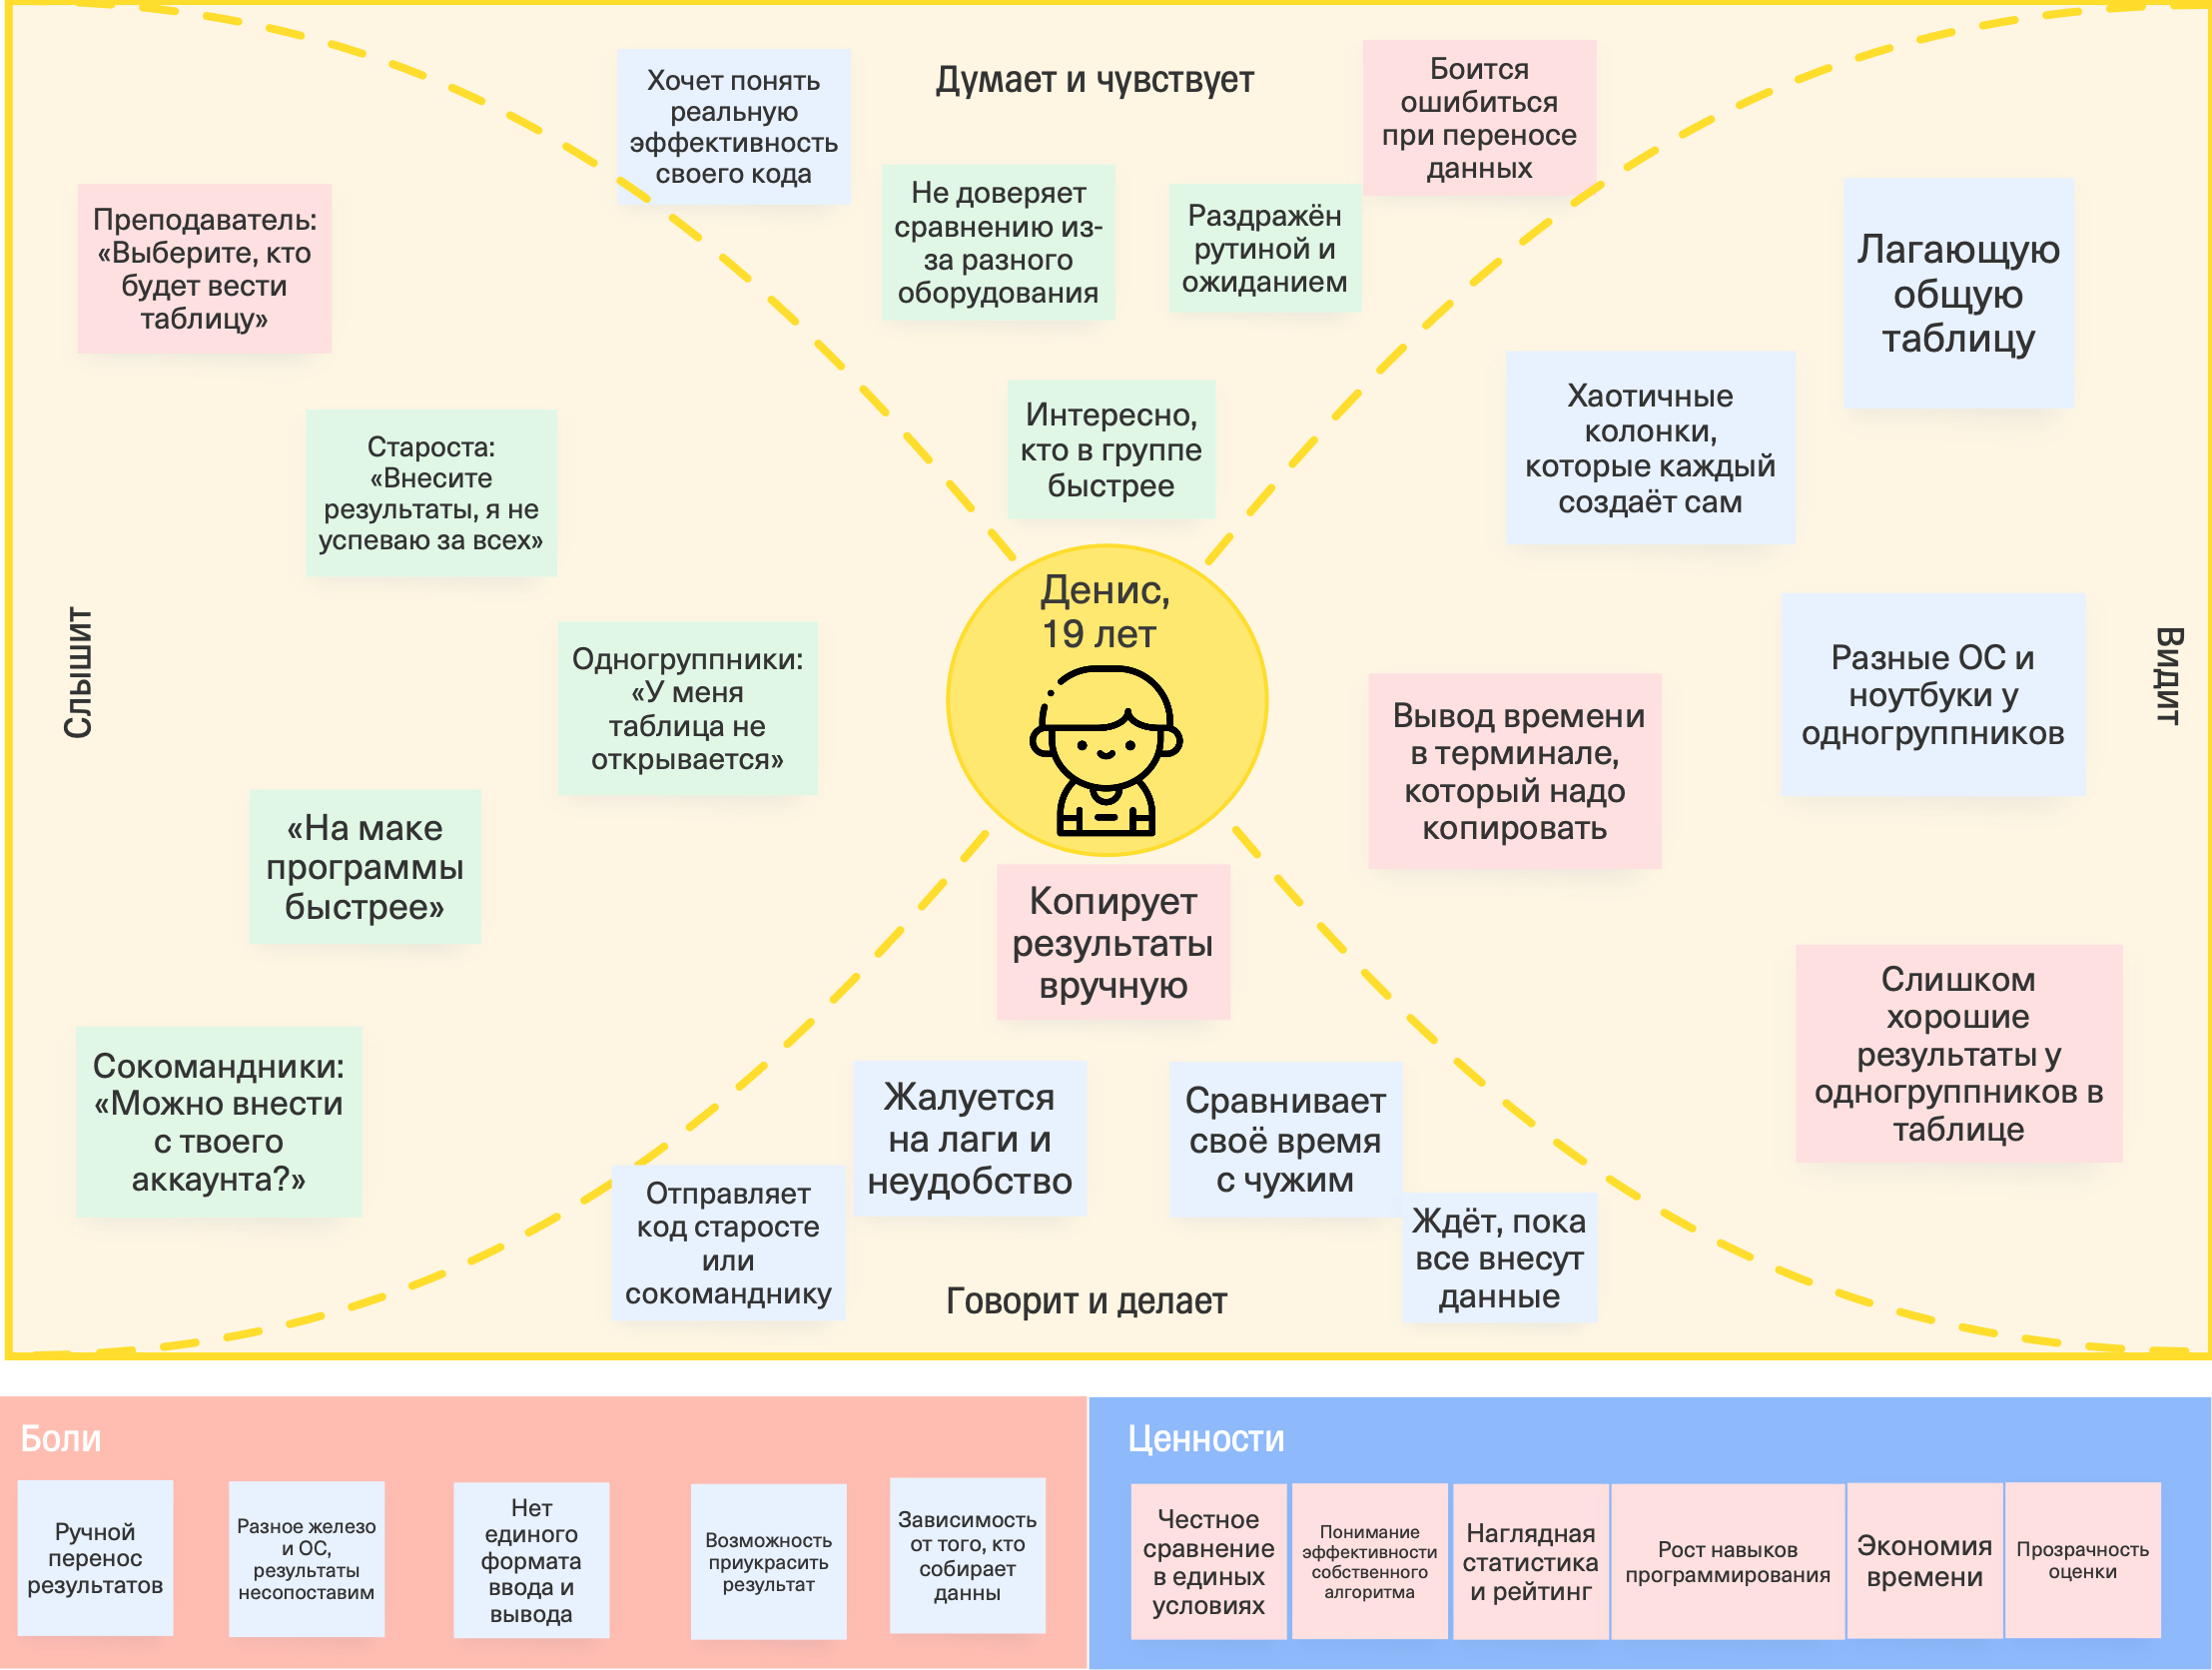 Думает и чувствует
Хочет понять
реальную
эффективность
своего кода
Не доверяет
сравнению из-
за разного
оборудования
Раздражён
рутиной и
ожиданием
Боится
ошибиться
при переносе
данных
Интересно,
кто в группе
быстрее
Слышит
Преподаватель:
«Выберите, кто
будет вести
таблицу»
Староста:
«Внесите
результаты, я не
успеваю за всех»
Одногруппники:
«У меня
таблица не
открывается»
«На маке
программы
быстрее»
Сокомандники:
«Можно внести
с твоего
аккаунта?»
Денис,
19 лет
Видит
Лагающую
общую
таблицу
Хаотичные
колонки,
которые каждый
создаёт сам
Разные ОС и
ноутбуки у
одногруппников
Вывод времени
в терминале,
который надо
копировать
Слишком
хорошие
результаты у
одногруппников в
таблице
Копирует
результаты
вручную
Жалуется
на лаги и
неудобство
Сравнивает
своё время
с чужим
Отправляет
код старосте
или
сокоманднику
Ждёт, пока
все внесут
данные
Говорит и делает
Боли
Ручной
перенос
результатов
Разное железо
и ОС,
результаты
несопоставим
Нет
единого
формата
ввода и
вывода
Возможность
приукрасить
результат
Зависимость
от того, кто
собирает
данны
Ценности
Честное
сравнение
в единых
условиях
Понимание
эффективности
собственного
алгоритма
Наглядная
статистика
и рейтинг
Рост навыков
программирования
Экономия
времени
Прозрачность
оценки